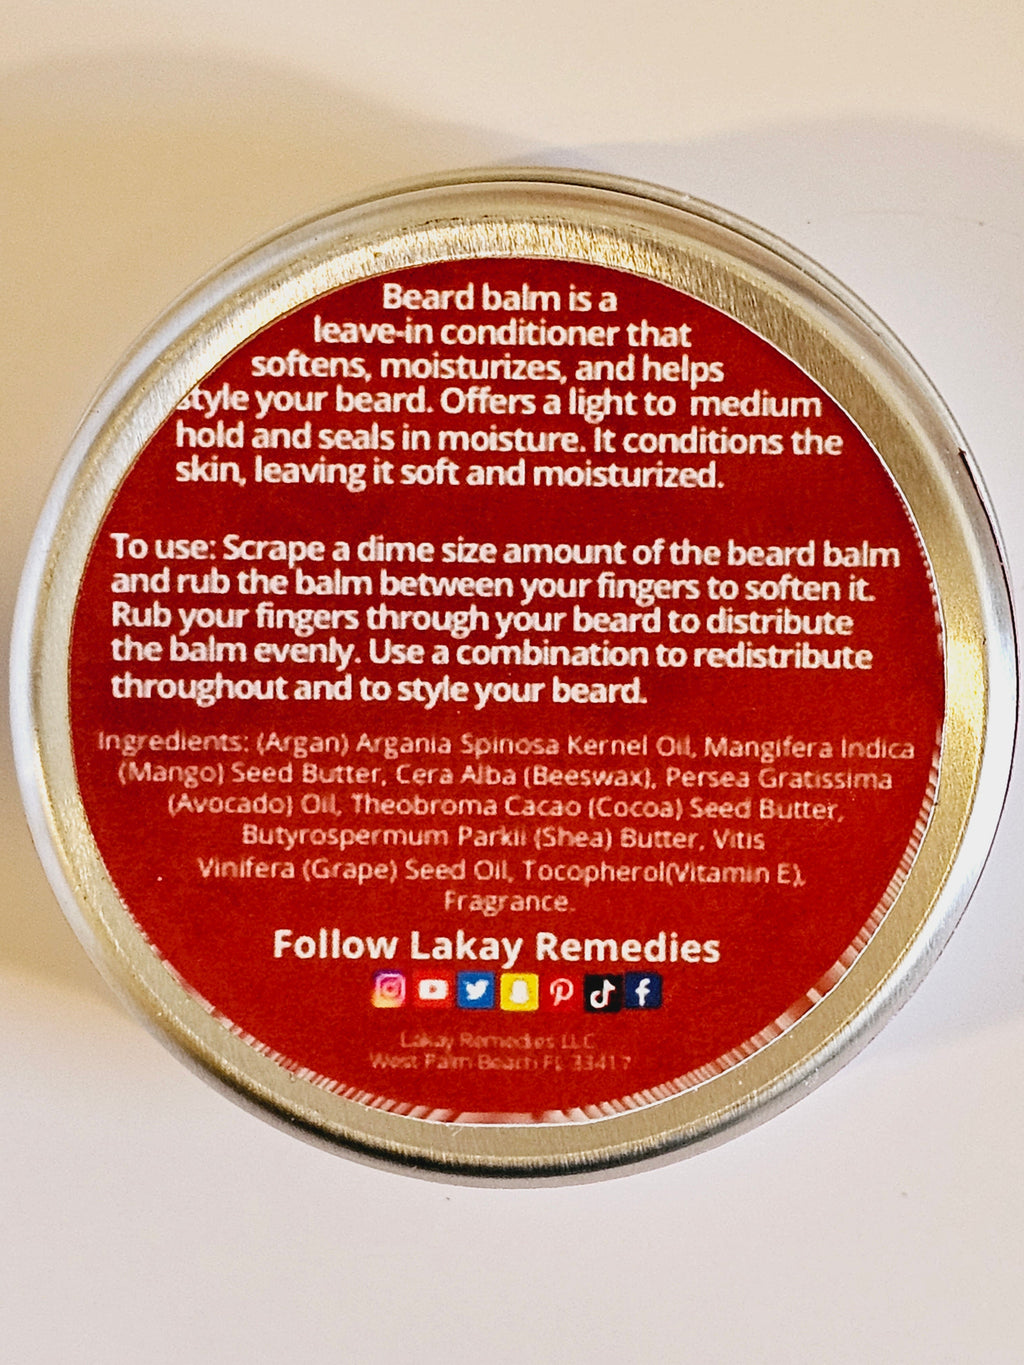 Beard balm is a
leave-in conditioner that
softens, moisturizes, and helps
style your beard. Offers a light to medium
hold and seals in moisture. It conditions the
skin, leaving it soft and moisturized.
To use: Scrape a dime size amount of the beard balm
and rub the balm between your fingers to soften it.
Rub your fingers through your beard to distribute
the balm evenly. Use a combination to redistribute
throughout and to style your beard.
Ingredients: (Argan) Argania Spinosa Kernel Oil, Mangifera Indica
(Mango) Seed Butter, Cera Alba (Beeswax), Persea Gratissima
(Avocado) Oil, Theobroma Cacao (Cocoa) Seed Butter,
Butyrospermum Parkii (Shea) Butter, Vitis
Vinifera (Grape) Seed Oil, Tocopherol(Vitamin E),
Fragrance.
Follow Lakay Remedies
Lakay Remedies LLC
West Palm Beach FL 33417